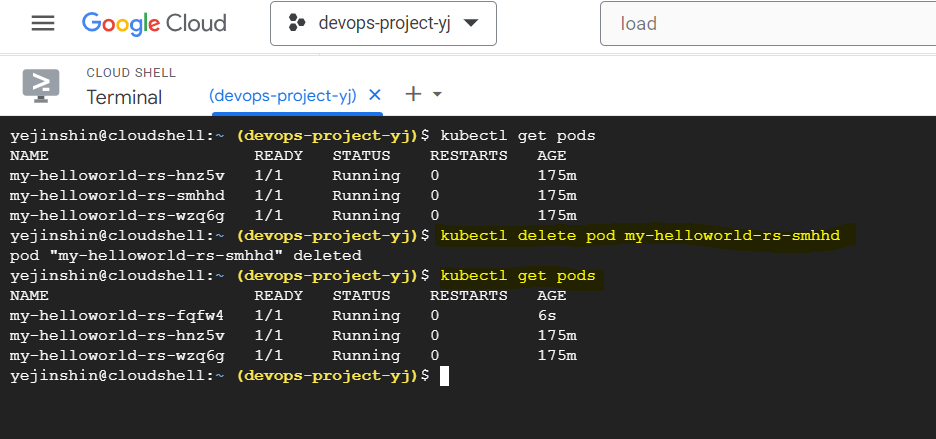 Google Cloud
devops-project-yj
load
CLOUD SHELL
Terminal
(devops-project-yj)
yejinshin@cloudshell:~ (devops-project-yj)$ kubectl get pods
NAME READY STATUS RESTARTS AGE
my-helloworld-rs-hnz5v 1/1 Running 0 175m
my-helloworld-rs-smhhd 1/1 Running 0 175m
my-helloworld-rs-wzq6g 1/1 Running 0 175m
yejinshin@cloudshell:~ (devops-project-yj)$ kubectl delete pod my-helloworld-rs-smhhd
pod "my-helloworld-rs-smhhd" deleted
yejinshin@cloudshell:~ (devops-project-yj)$ kubectl get pods
NAME READY STATUS RESTARTS AGE
my-helloworld-rs-fqfw4 1/1 Running 0 6s
my-helloworld-rs-hnz5v 1/1 Running 0 175m
my-helloworld-rs-wzq6g 1/1 Running 0 175m
yejinshin@cloudshell:~ (devops-project-yj)$